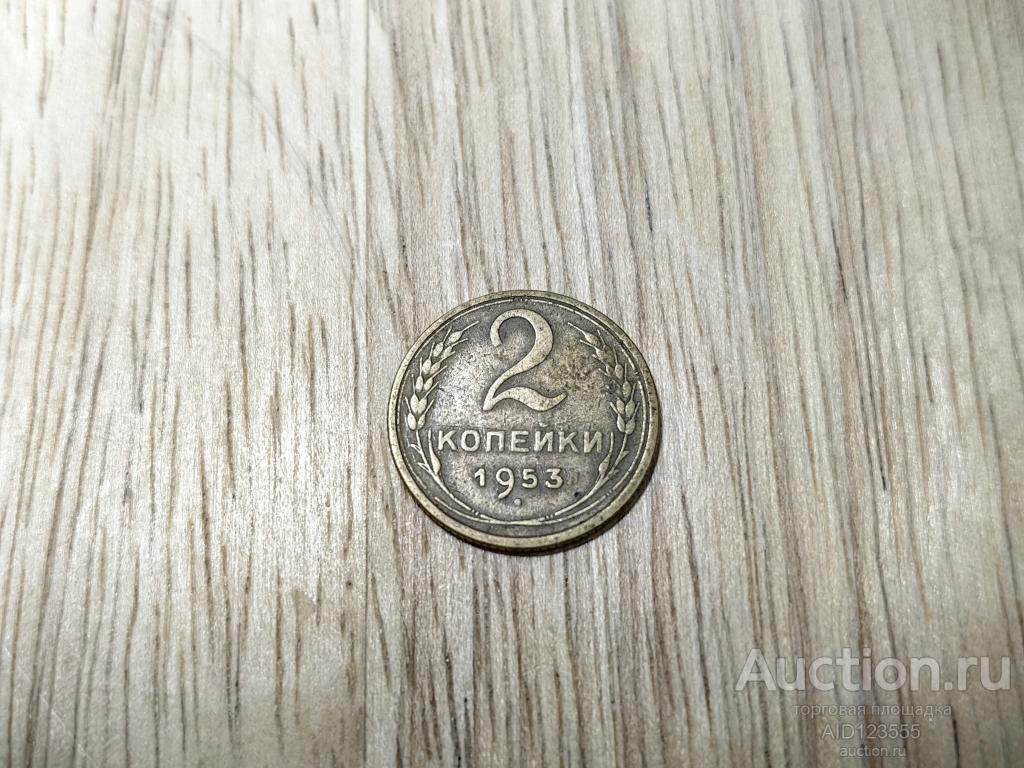 2
КОПЕЙКИ
1953
Auction.ru
торговая площадка
AID123555
auction.ru